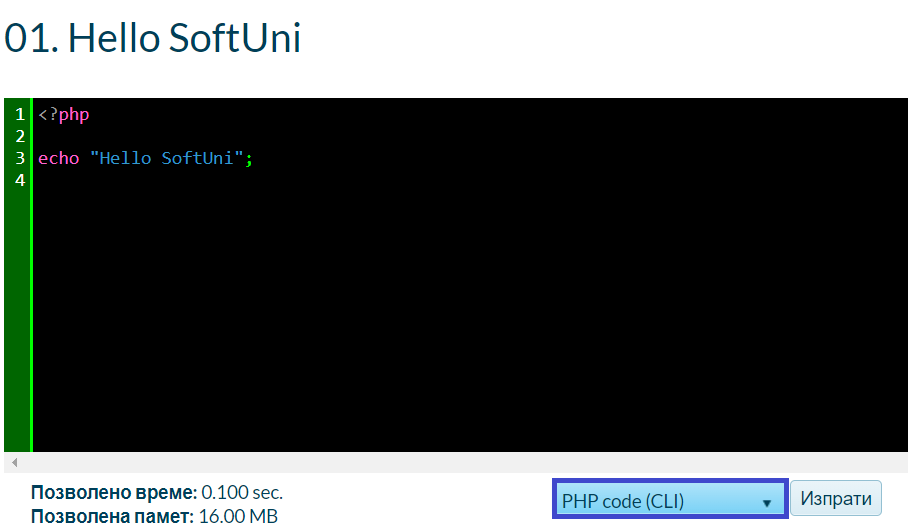 01. Hello SoftUni
1 <?php
2
3 echo "Hello SoftUni";
4
Позволено време: 0.100 sec.
Позволена памет: 16.00 MB
PHP code (CLI)
Изпрати